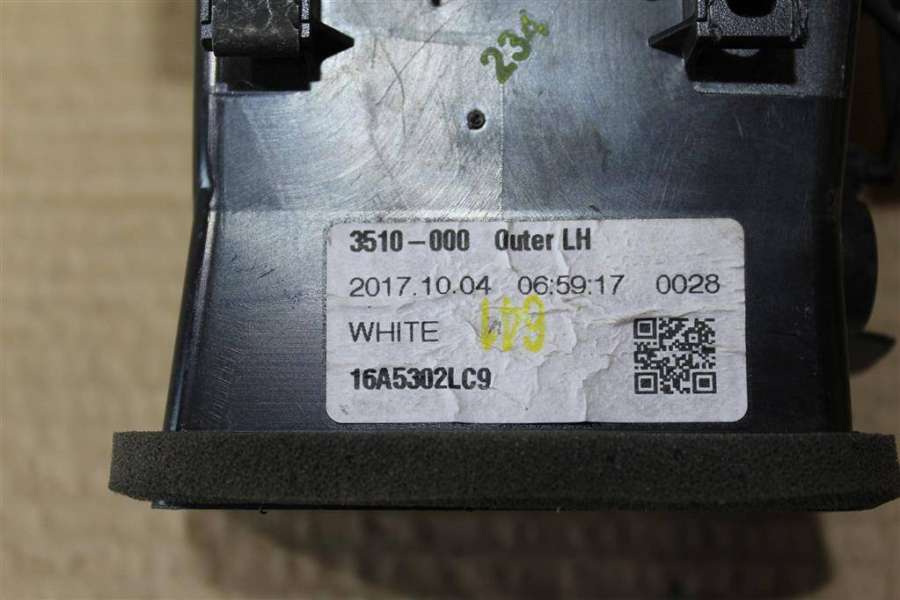 234
3510-000 Outer LH
2017.10.04 06:59:17 0028
WHITE 641
16A5302LC9